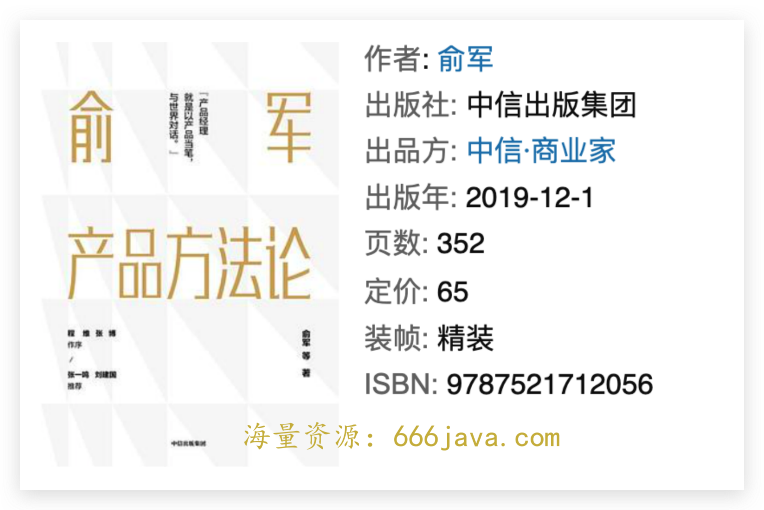 俞军
「产品经理
就是以产品当笔，
与世界对话。」
产品方法论
程 维 张 博
作序
/
张一鸣 刘建国
推荐
俞军 等 著
中信出版集团
作者: 俞军
出版社: 中信出版集团
出品方: 中信·商业家
出版年: 2019-12-1
页数: 352
定价: 65
装帧: 精装
ISBN: 9787521712056
海量资源：666java.com